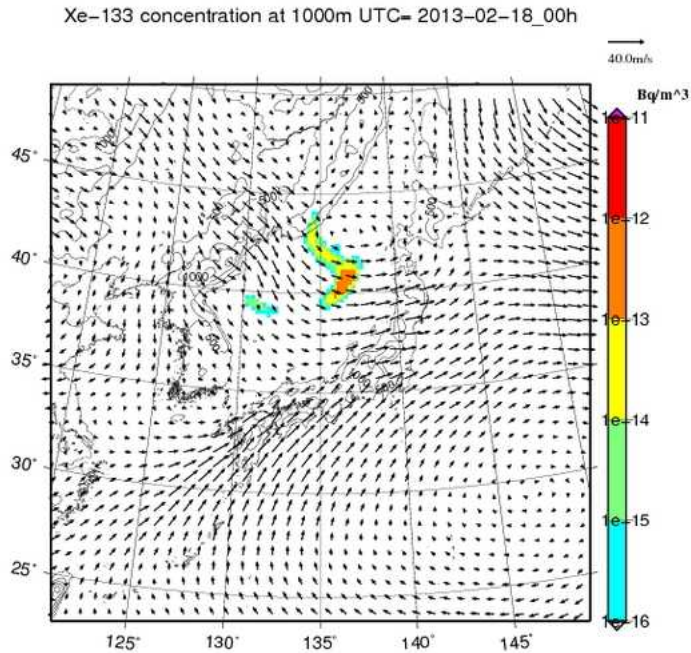 Xe-133 concentration at 1000m UTC= 2013-02-18_00h
40.0m/s
Bq/m^3
1e-11
45°
1e-12
40°
1e-13
35°
1e-14
30°
1e-15
25°
1e-16
125° 130° 135° 140° 145°